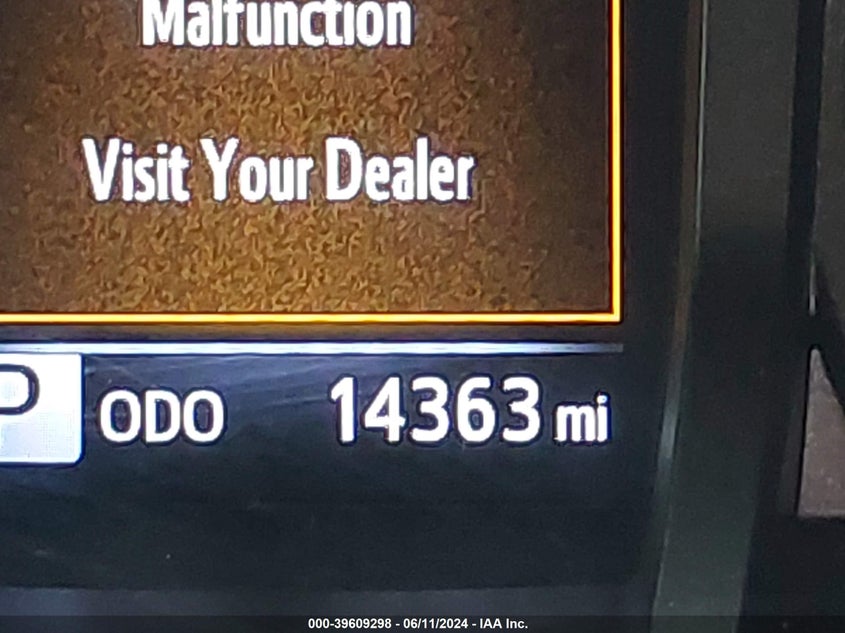 Malfunction
Visit Your Dealer
P ODO 14363 mi
000-39609298 - 06/11/2024 - IAA Inc.